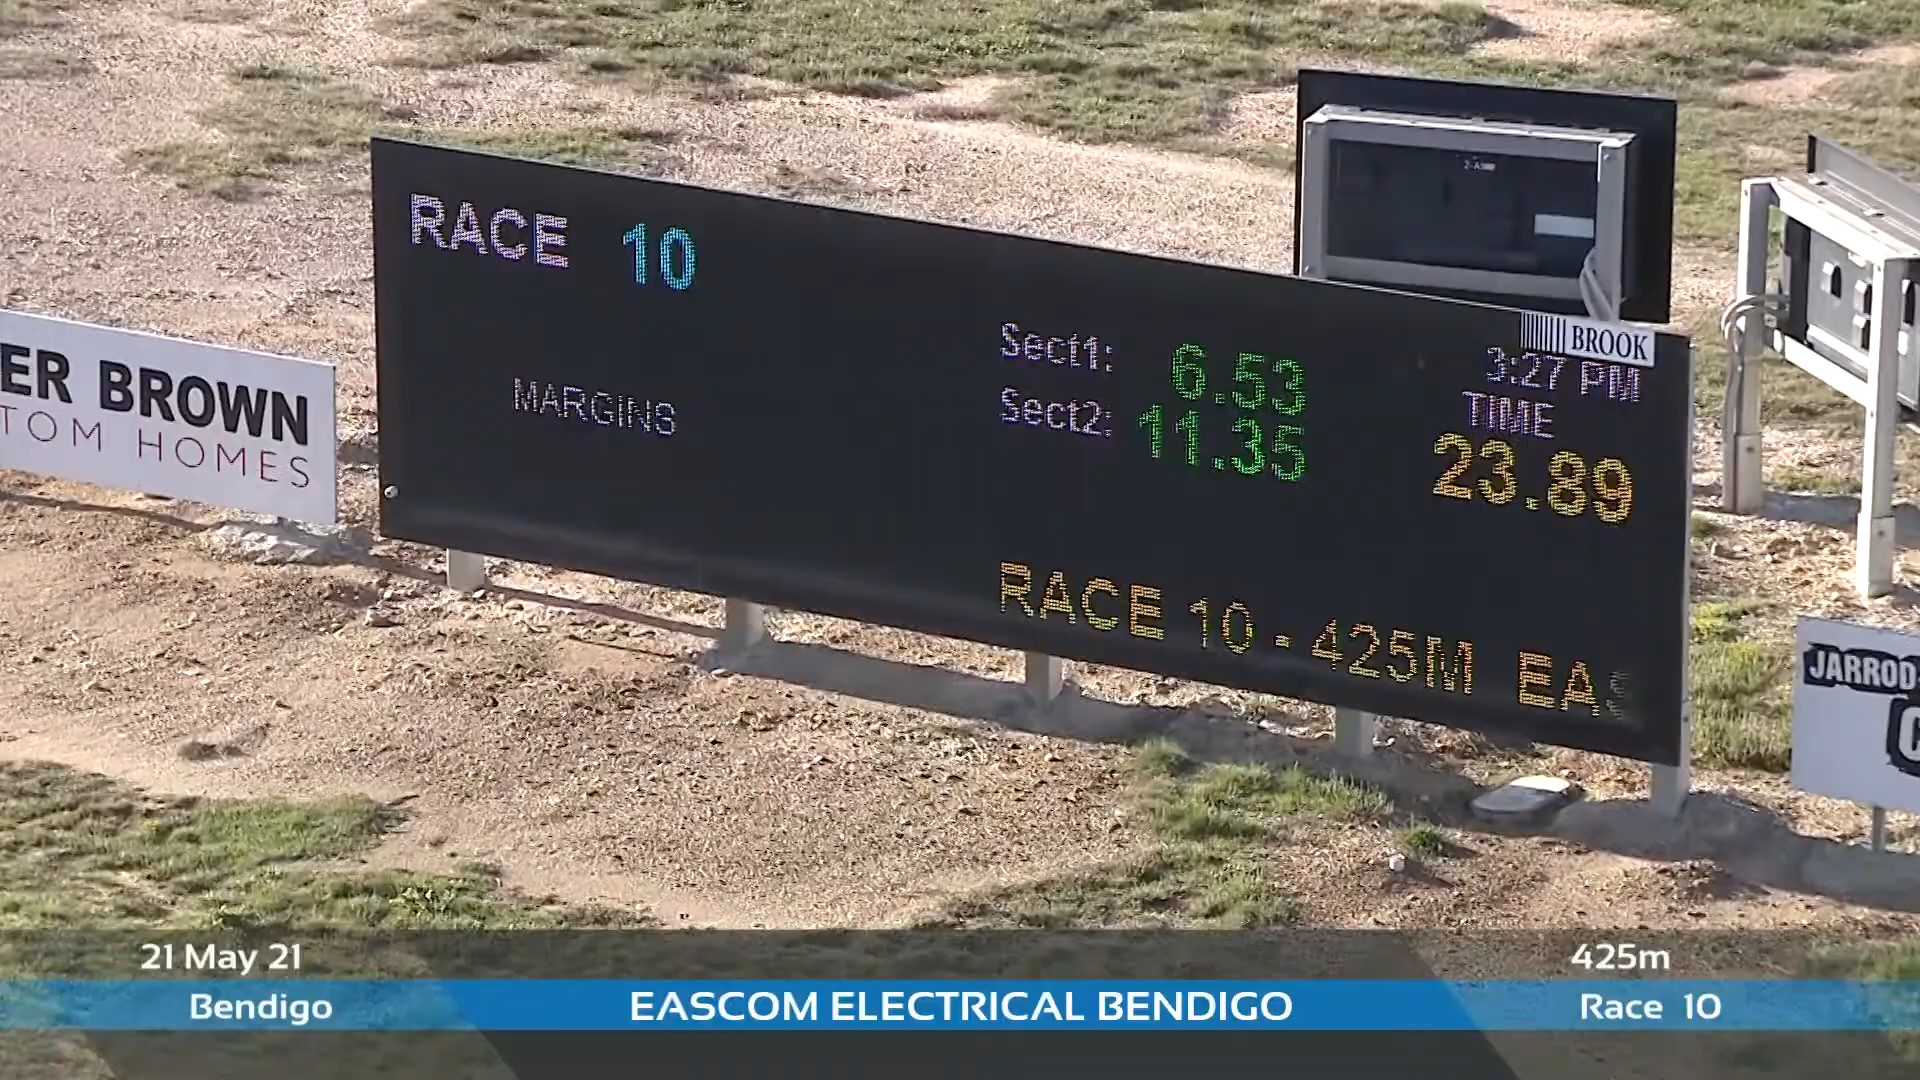 RACE 10
BROOK
3:27 PM
Sect1: 6.53
TIME
MARGINS
Sect2: 11.35
23.89
RACE 10 - 425M EAS
ER BROWN
TOM HOMES
JARROD
C
21 May 21
425m
Bendigo
EASCOM ELECTRICAL BENDIGO
Race 10